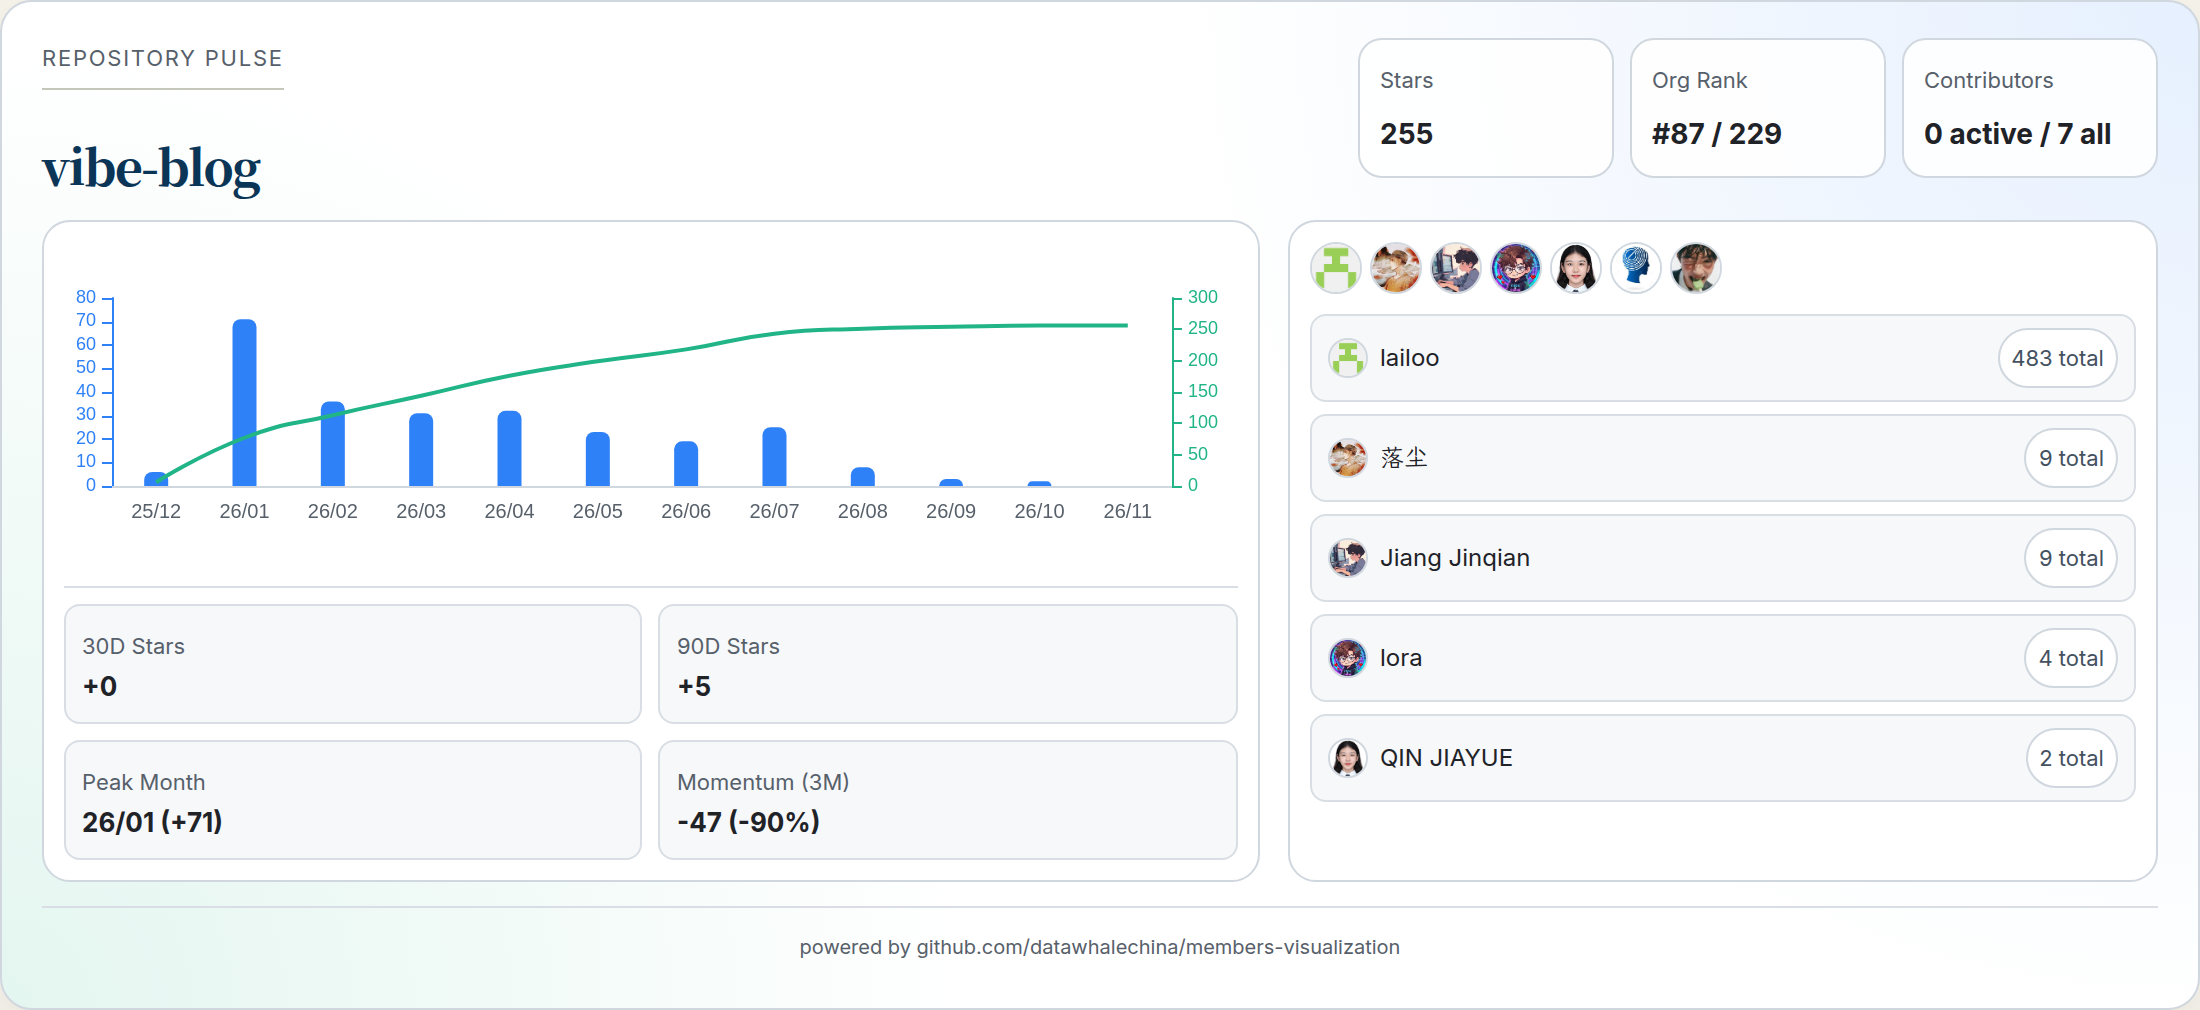 REPOSITORY PULSE
vibe-blog
Stars
255
Org Rank
#87 / 229
Contributors
0 active / 7 all
80
70
60
50
40
30
20
10
0
300
250
200
150
100
50
0
25/12 26/01 26/02 26/03 26/04 26/05 26/06 26/07 26/08 26/09 26/10 26/11
30D Stars
+0
90D Stars
+5
Peak Month
26/01 (+71)
Momentum (3M)
-47 (-90%)
lailoo 483 total
落尘 9 total
Jiang Jinqian 9 total
lora 4 total
QIN JIAYUE 2 total
powered by github.com/datawhalechina/members-visualization